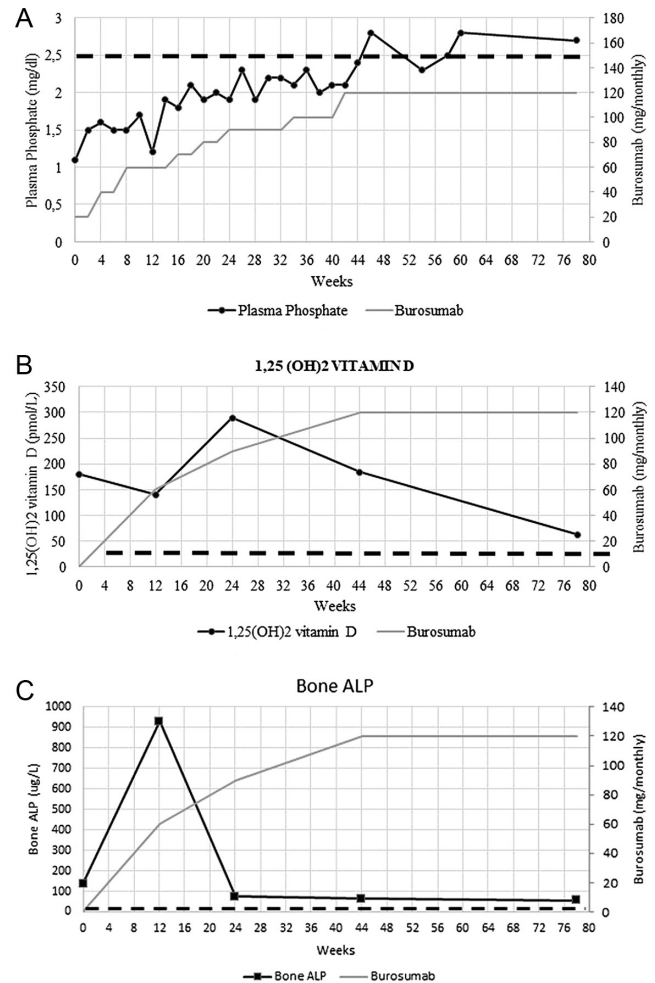 A
Plasma Phosphate (mg/dl)
3
2,5
2
1,5
1
0,5
0
180
160
140
120
100
80
60
40
20
0
Burosumab (mg/monthly)
0 4 8 12 16 20 24 28 32 36 40 44 48 52 56 60 64 68 72 76 80
Weeks
Plasma Phosphate Burosumab
B
1,25 (OH)2 VITAMIN D
1,25(OH)2 vitamin D (pmol/L)
350
300
250
200
150
100
50
0
140
120
100
80
60
40
20
0
Burosumab (mg/monthly)
0 4 8 12 16 20 24 28 32 36 40 44 48 52 56 60 64 68 72 76 80
Weeks
1,25(OH)2 vitamin D Burosumab
C
Bone ALP
Bone ALP (ug/L)
1000
900
800
700
600
500
400
300
200
100
0
140
120
100
80
60
40
20
0
Burosumab (mg/monthly)
0 4 8 12 16 20 24 28 32 36 40 44 48 52 56 60 64 68 72 76 80
Weeks
Bone ALP Burosumab